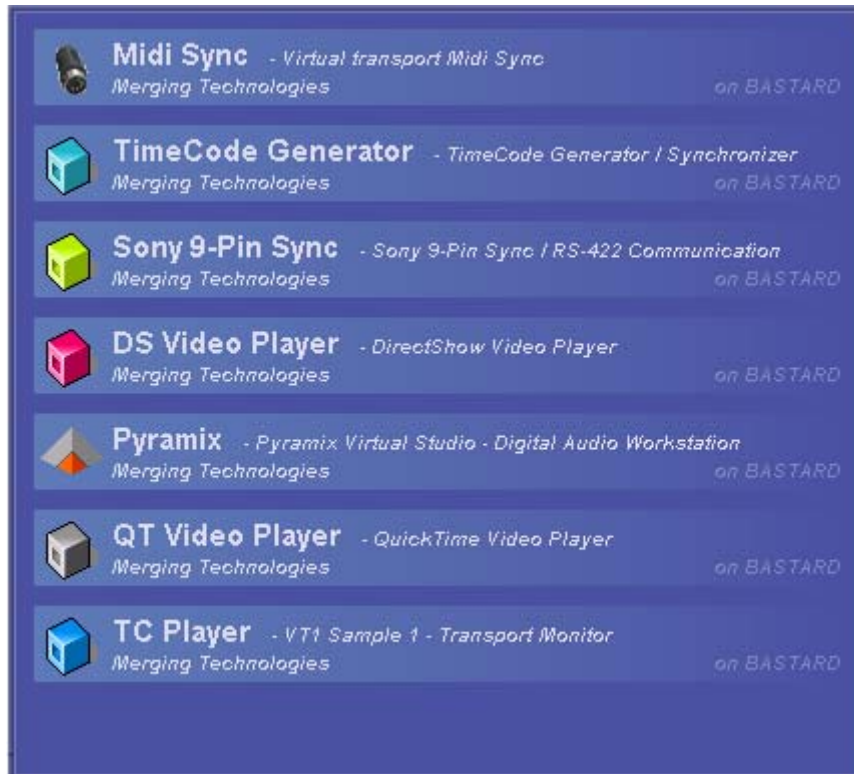 Midi Sync - Virtual transport Midi Sync
Merging Technologies on BASTARD
TimeCode Generator - TimeCode Generator / Synchronizer
Merging Technologies on BASTARD
Sony 9-Pin Sync - Sony 9-Pin Sync / RS-422 Communication
Merging Technologies on BASTARD
DS Video Player - DirectShow Video Player
Merging Technologies on BASTARD
Pyramix - Pyramix Virtual Studio - Digital Audio Workstation
Merging Technologies on BASTARD
QT Video Player - QuickTime Video Player
Merging Technologies on BASTARD
TC Player - VT1 Sample 1 - Transport Monitor
Merging Technologies on BASTARD